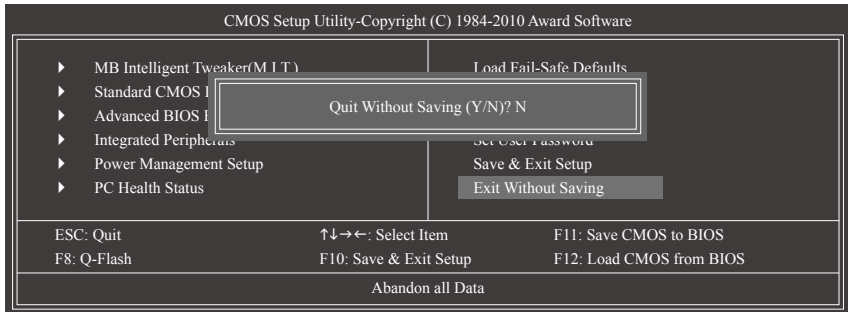 CMOS Setup Utility-Copyright (C) 1984-2010 Award Software
MB Intelligent Tweaker(M.I.T.)
Standard CMOS
Advanced BIOS
Integrated Peripherals
Power Management Setup
PC Health Status
Load Fail-Safe Defaults
Set User Password
Save & Exit Setup
Exit Without Saving
Quit Without Saving (Y/N)? N
ESC: Quit
↑↓→←: Select Item
F11: Save CMOS to BIOS
F8: Q-Flash
F10: Save & Exit Setup
F12: Load CMOS from BIOS
Abandon all Data